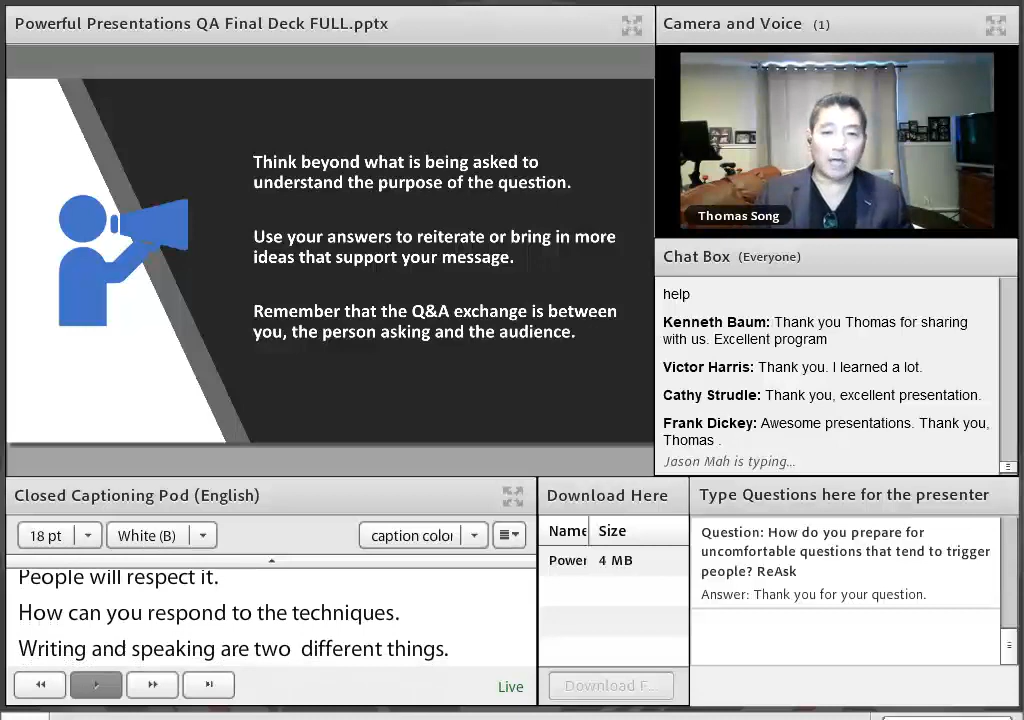 Powerful Presentations QA Final Deck FULL.pptx
Think beyond what is being asked to
understand the purpose of the question.
Use your answers to reiterate or bring in more
ideas that support your message.
Remember that the Q&A exchange is between
you, the person asking and the audience.
Camera and Voice (1)
Thomas Song
Chat Box (Everyone)
help
Kenneth Baum: Thank you Thomas for sharing
with us. Excellent program
Victor Harris: Thank you. I learned a lot.
Cathy Strudle: Thank you, excellent presentation.
Frank Dickey: Awesome presentations. Thank you,
Thomas .
Jason Mah is typing...
Closed Captioning Pod (English)
18 pt
White (B)
caption color
People will respect it.
How can you respond to the techniques.
Writing and speaking are two different things.
Live
Download Here
Name Size
Power 4 MB
Download F...
Type Questions here for the presenter
Question: How do you prepare for
uncomfortable questions that tend to trigger
people? ReAsk
Answer: Thank you for your question.